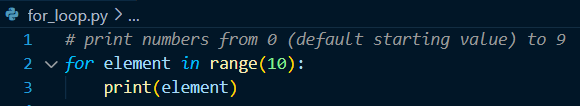 for_loop.py > ...
1 # print numbers from 0 (default starting value) to 9
2 for element in range(10):
3     print(element)